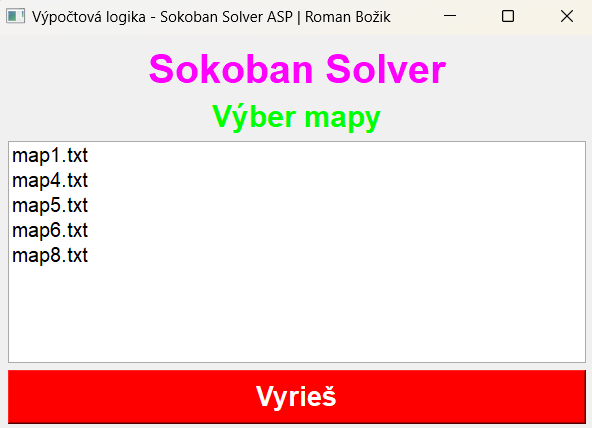 Výpočtová logika - Sokoban Solver ASP | Roman Božik
Sokoban Solver
Výber mapy
map1.txt
map4.txt
map5.txt
map6.txt
map8.txt
Vyrieš